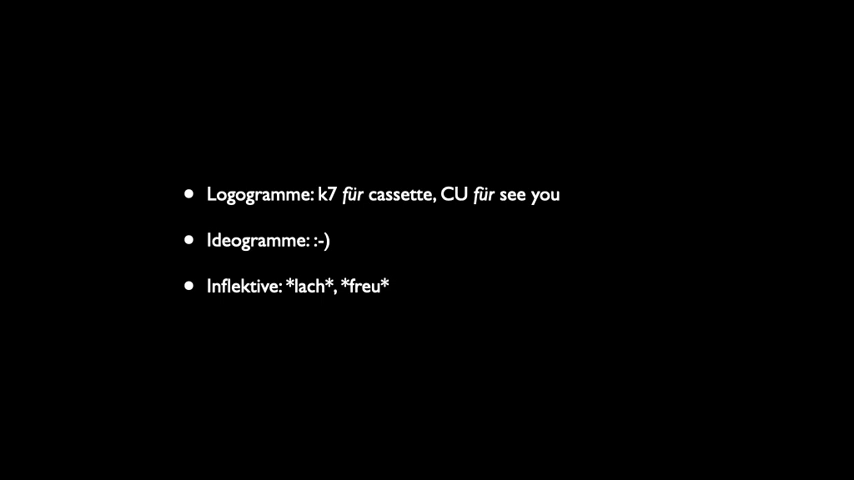 • Logogramme: k7 für cassette, CU für see you
• Ideogramme: :-)
• Inflektive: *lach*, *freu*